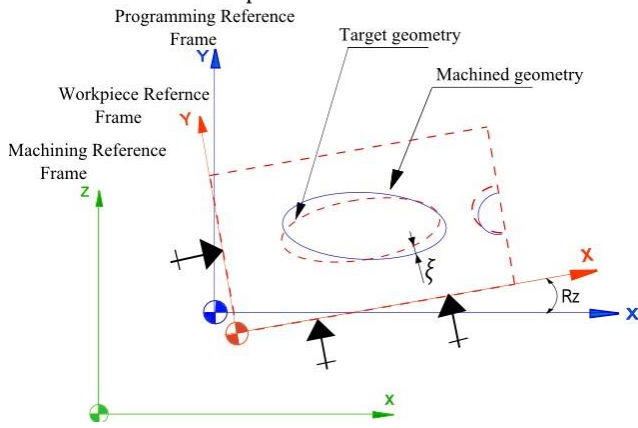 Programming Reference
Frame
Y
Target geometry
Machined geometry
Workpiece Refernce
Frame
Y
Machining Reference
Frame
Z
ξ
X
Rz
X
X